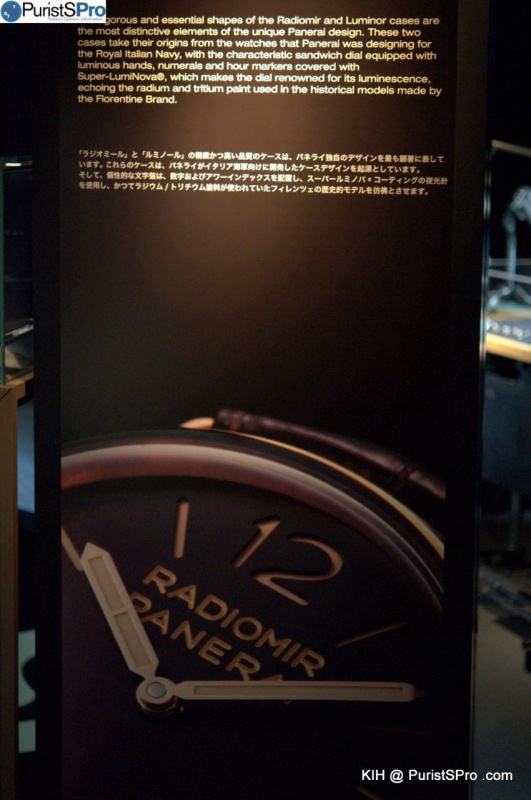 PuristSPro
gorous and essential shapes of the Radiomir and Luminor cases are
the most distinctive elements of the unique Panerai design. These two
cases take their origins from the watches that Panerai was designing for
the Royal Italian Navy, with the characteristic sandwich dial equipped with
luminous hands, numerals and hour markers covered with
Super-LumiNova®, which makes the dial renowned for its luminescence,
echoing the radium and tritium paint used in the historical models made by
the Florentine Brand.
「ラジオミール」と「ルミノール」の精緻かつ高い品質のケースは、パネライ独自のデザインを最も顕著に表して
います。これらのケースは、パネライがイタリア海軍向けに開発したケースデザインを起源としています。
そして、個性的な文字盤は、数字およびアワーインデックスを配置し、スーパールミノバ®コーティングの夜光針
を使用し、かつてラジウム / トリチウム塗料が使われていたフィレンツェの歴史的モデルを彷彿とさせます。
12
RADIOMIR
PANERAI
KIH @ PuristSPro .com